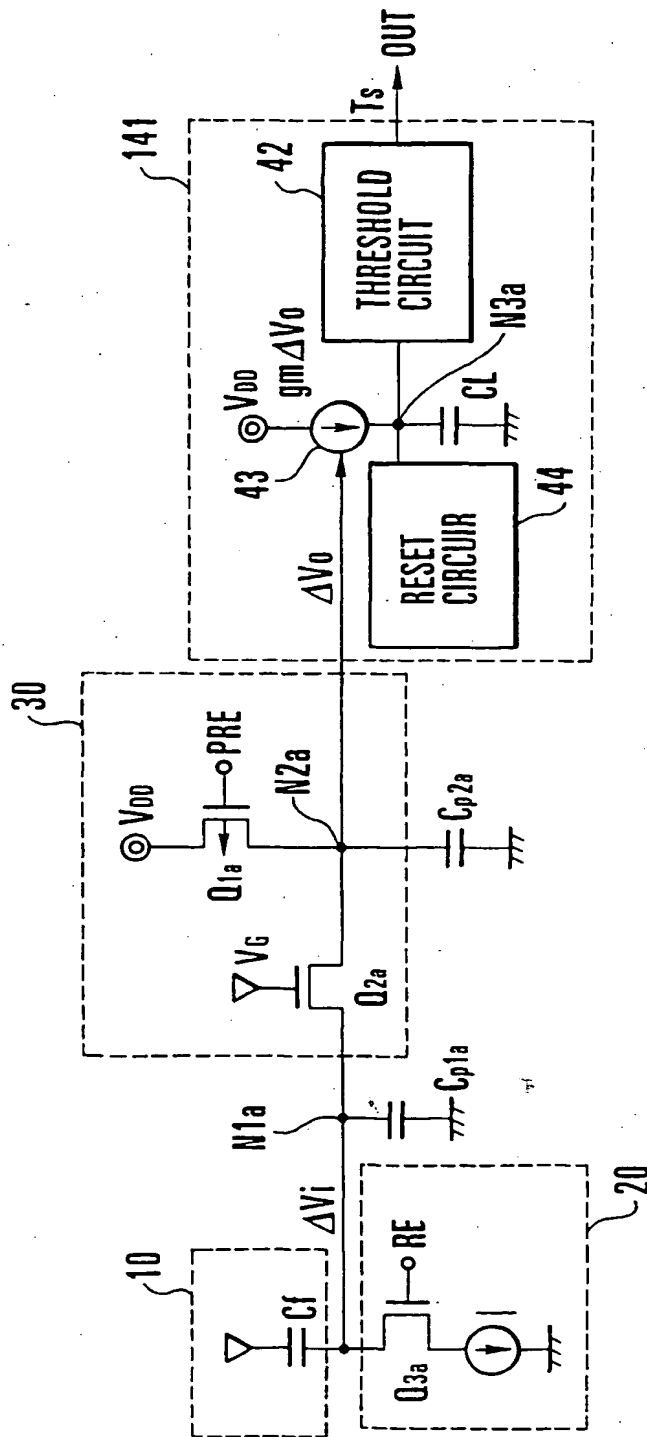 10
Cf
ΔVi
RE
Q3a
I
20
N1a
Cp1a
30
VDD
PRE
Q1a
VG
Q2a
N2a
Cp2a
ΔVo
141
VDD
gmΔVo
43
42
THRESHOLD
CIRCUIT
Ts
OUT
N3a
CL
RESET
CIRCUIR
44